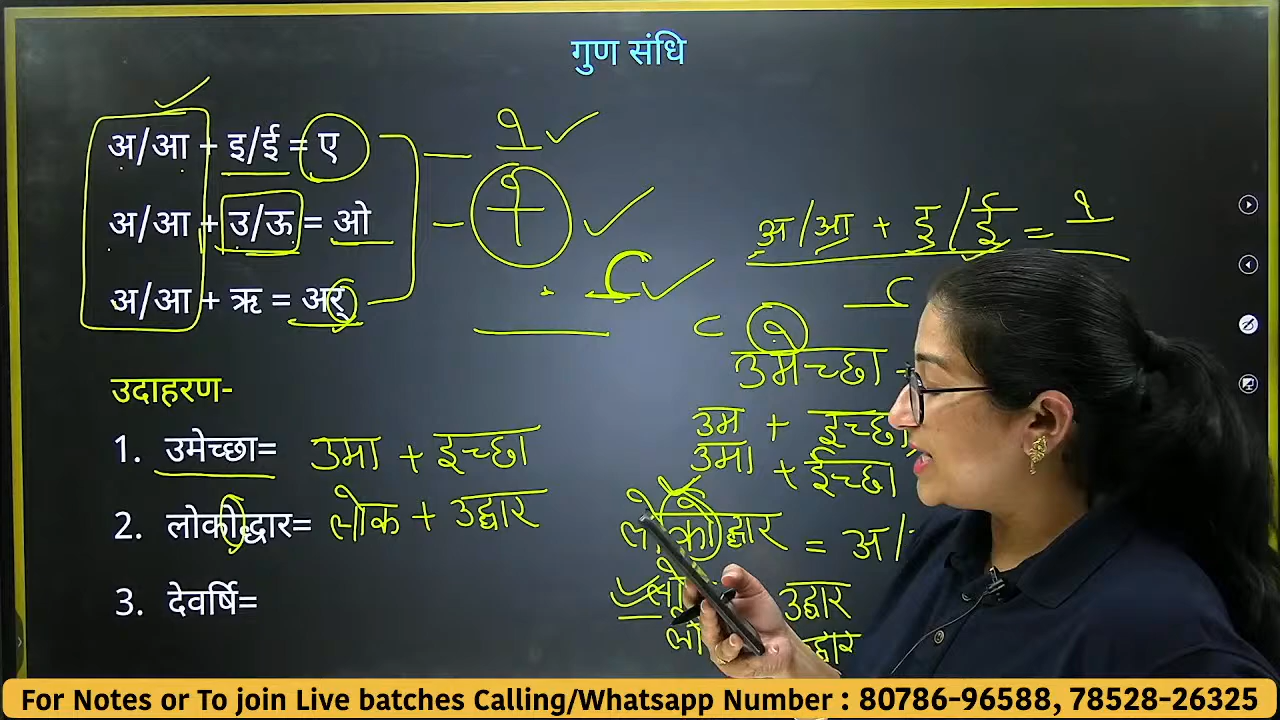 गुण संधि
अ/आ + इ/ई = ए
अ/आ + उ/ऊ = ओ
अ/आ + ऋ = अर्
अ/आ + इ/ई =
उमेच्छा
उम + इच्छा
उमा + ईच्छा
लोकोद्धार = अ/
उद्धार
उदाहरण-
1. उमेच्छा= उमा + इच्छा
2. लोकोद्धार= लोक + उद्धार
3. देवर्षि=
For Notes or To join Live batches Calling/Whatsapp Number : 80786-96588, 78528-26325